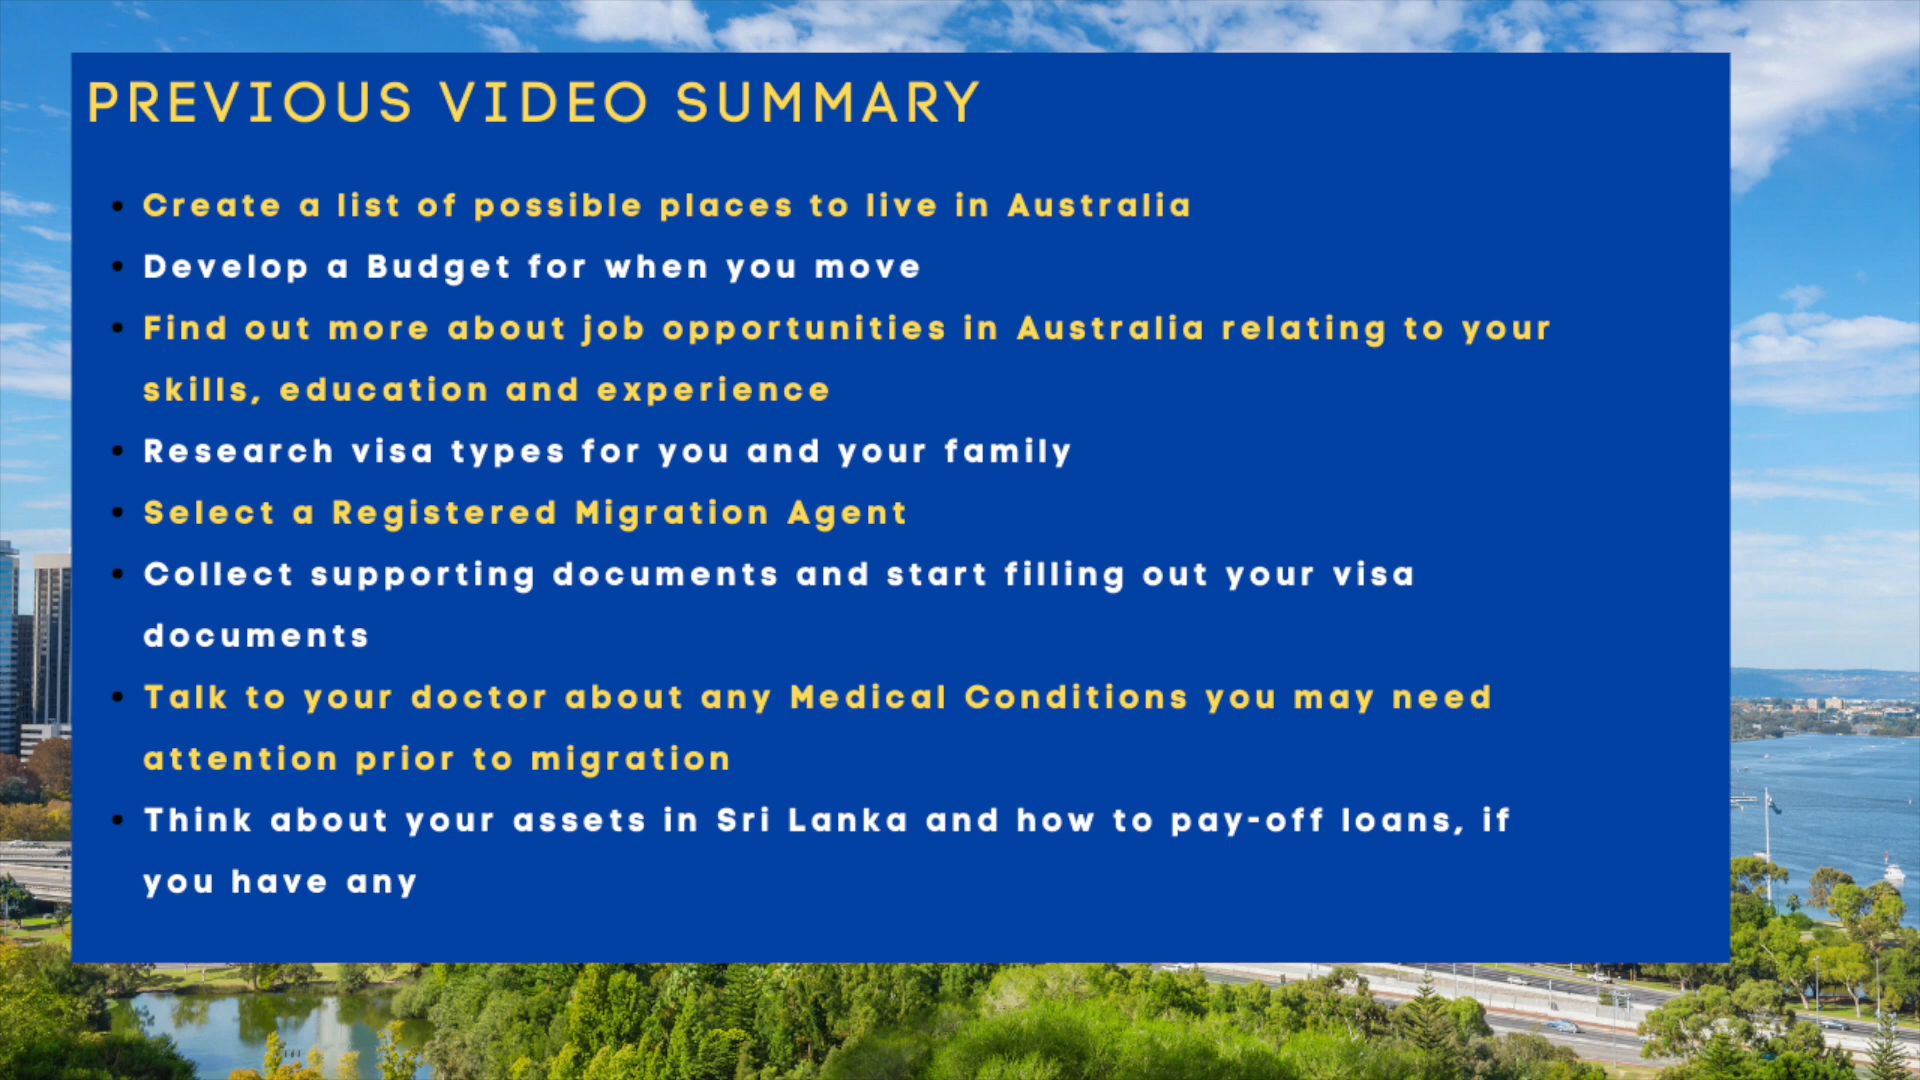 PREVIOUS VIDEO SUMMARY
• Create a list of possible places to live in Australia
• Develop a Budget for when you move
• Find out more about job opportunities in Australia relating to your
skills, education and experience
• Research visa types for you and your family
• Select a Registered Migration Agent
• Collect supporting documents and start filling out your visa
documents
• Talk to your doctor about any Medical Conditions you may need
attention prior to migration
• Think about your assets in Sri Lanka and how to pay-off loans, if
you have any